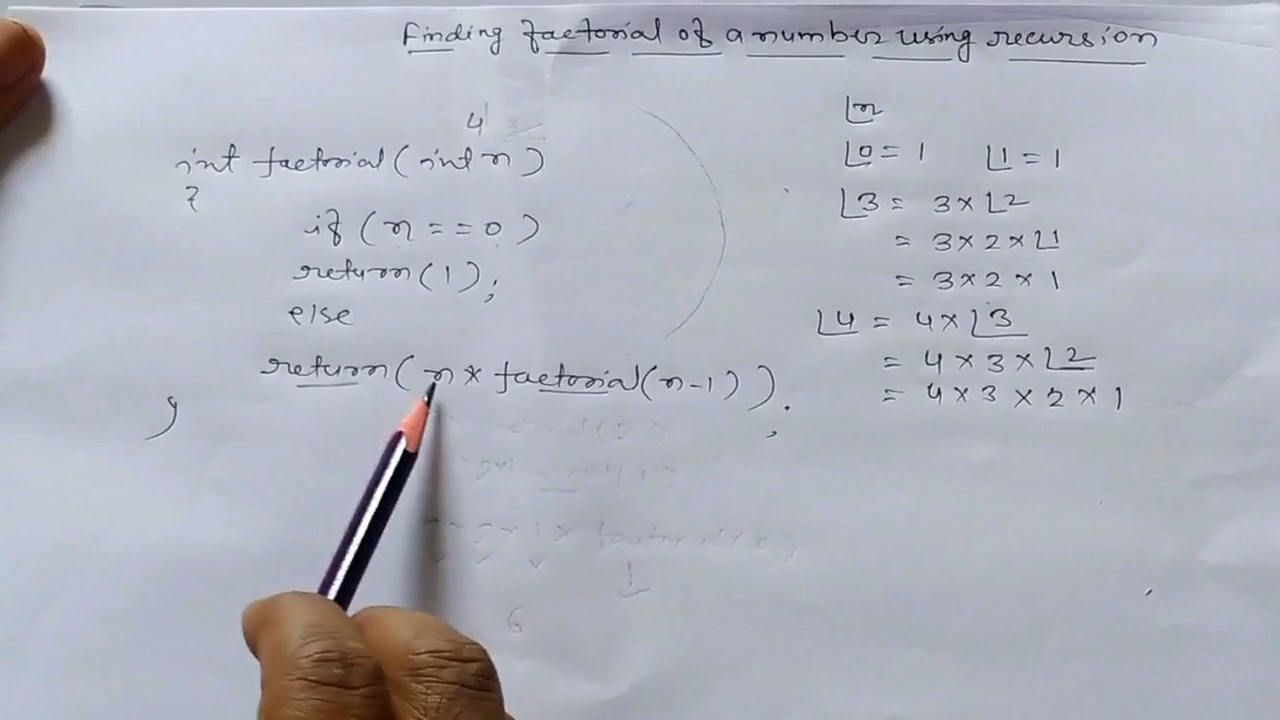 Finding factorial of a number using recursion
4
int factorial (int n)
{
if (n == 0)
return (1);
else
return (n × factorial (n-1));
}
⌊n
⌊0 = 1 ⌊1 = 1
⌊3 = 3 × ⌊2
= 3 × 2 × ⌊1
= 3 × 2 × 1
⌊4 = 4 × ⌊3
= 4 × 3 × ⌊2
= 4 × 3 × 2 × 1
6